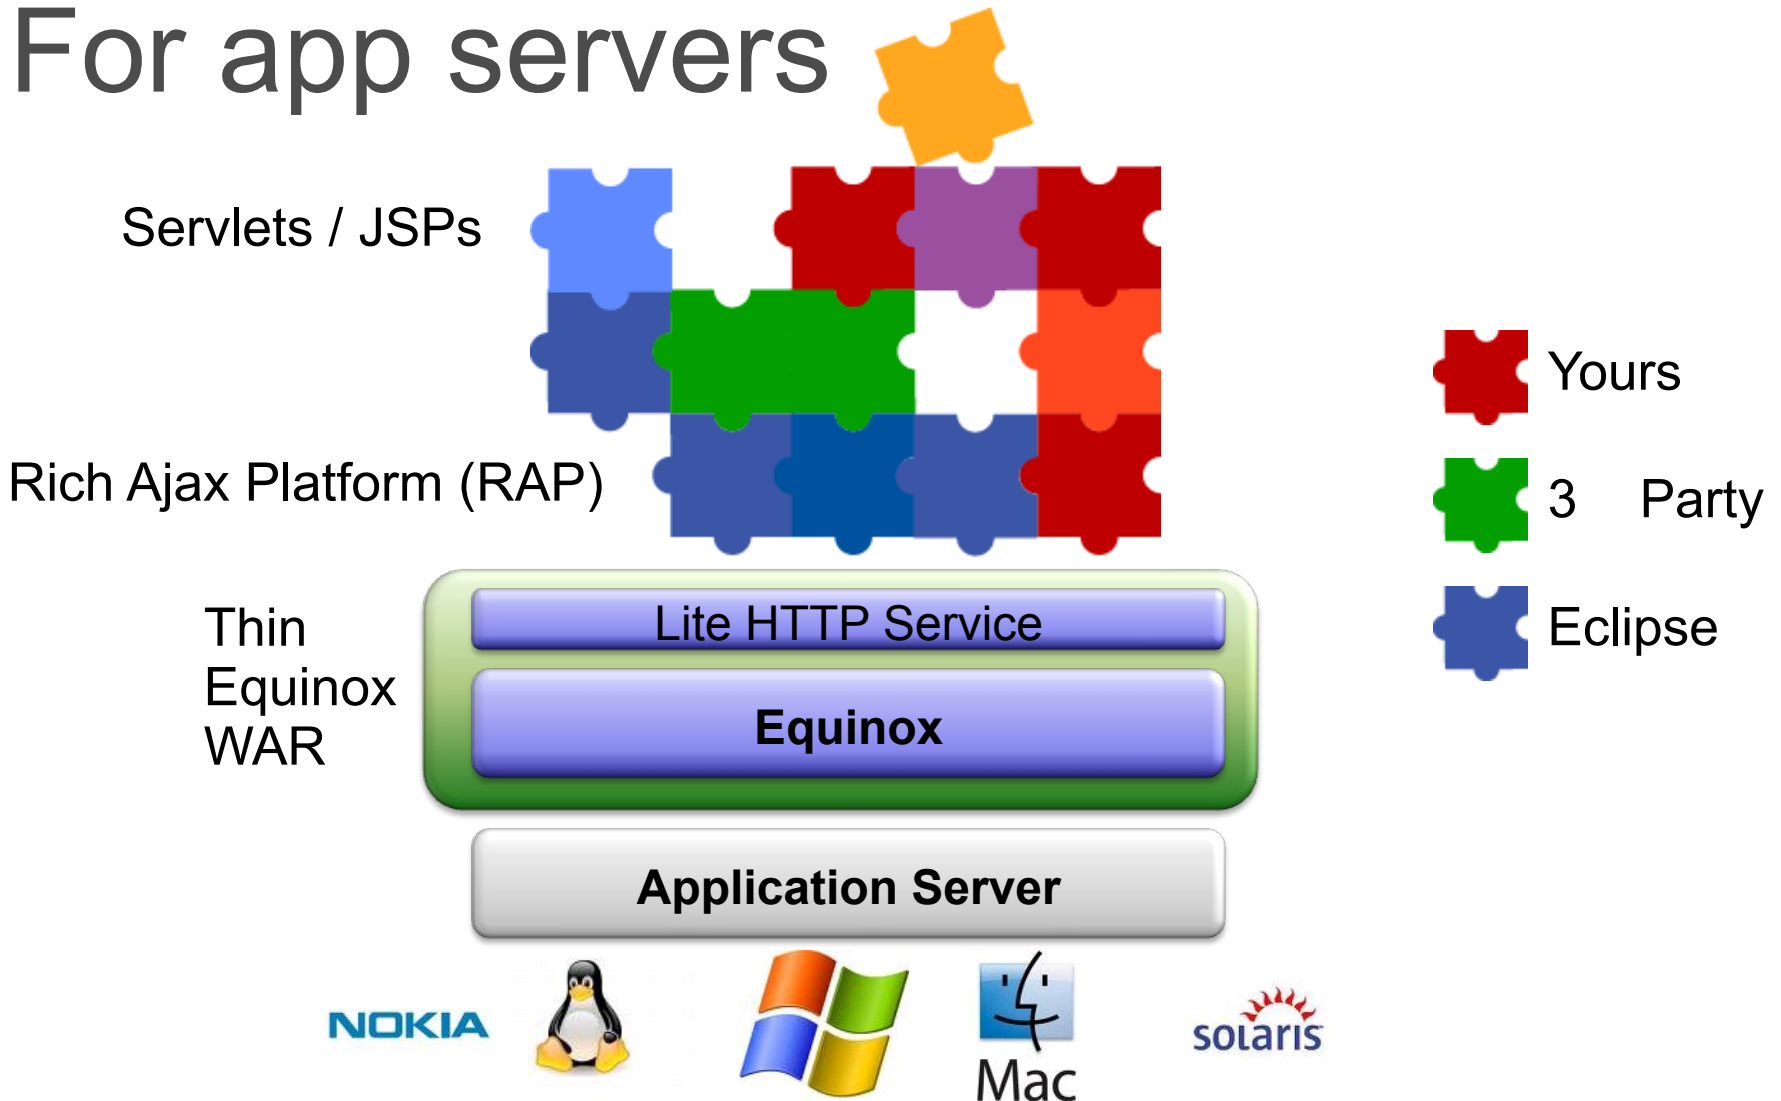 For app servers
Servlets / JSPs
Rich Ajax Platform (RAP)
Yours
3 Party
Eclipse
Thin
Equinox
WAR
Lite HTTP Service
Equinox
Application Server
NOKIA
Mac
solaris